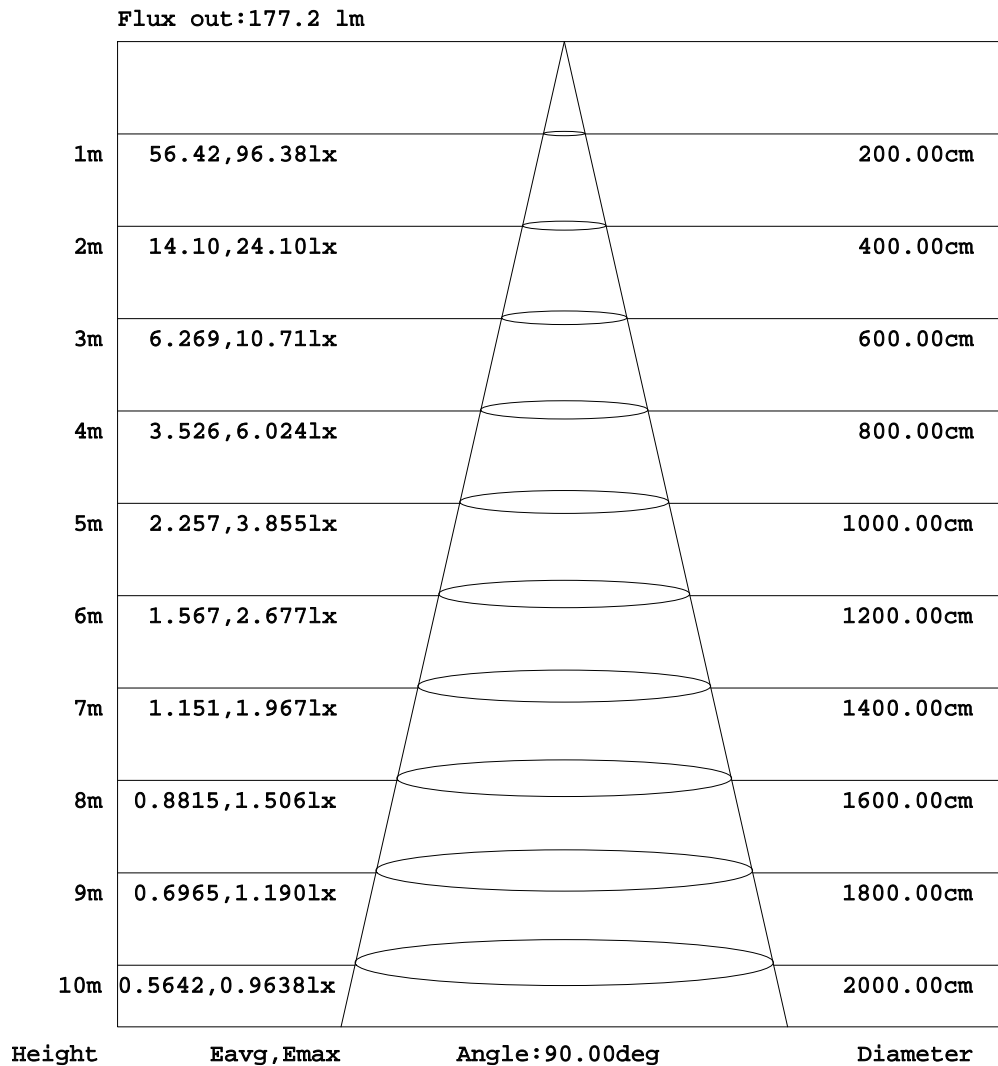 Flux out:177.2 lm
1m 56.42,96.38lx 200.00cm
2m 14.10,24.10lx 400.00cm
3m 6.269,10.71lx 600.00cm
4m 3.526,6.024lx 800.00cm
5m 2.257,3.855lx 1000.00cm
6m 1.567,2.677lx 1200.00cm
7m 1.151,1.967lx 1400.00cm
8m 0.8815,1.506lx 1600.00cm
9m 0.6965,1.190lx 1800.00cm
10m 0.5642,0.9638lx 2000.00cm
Height Eavg,Emax Angle:90.00deg Diameter